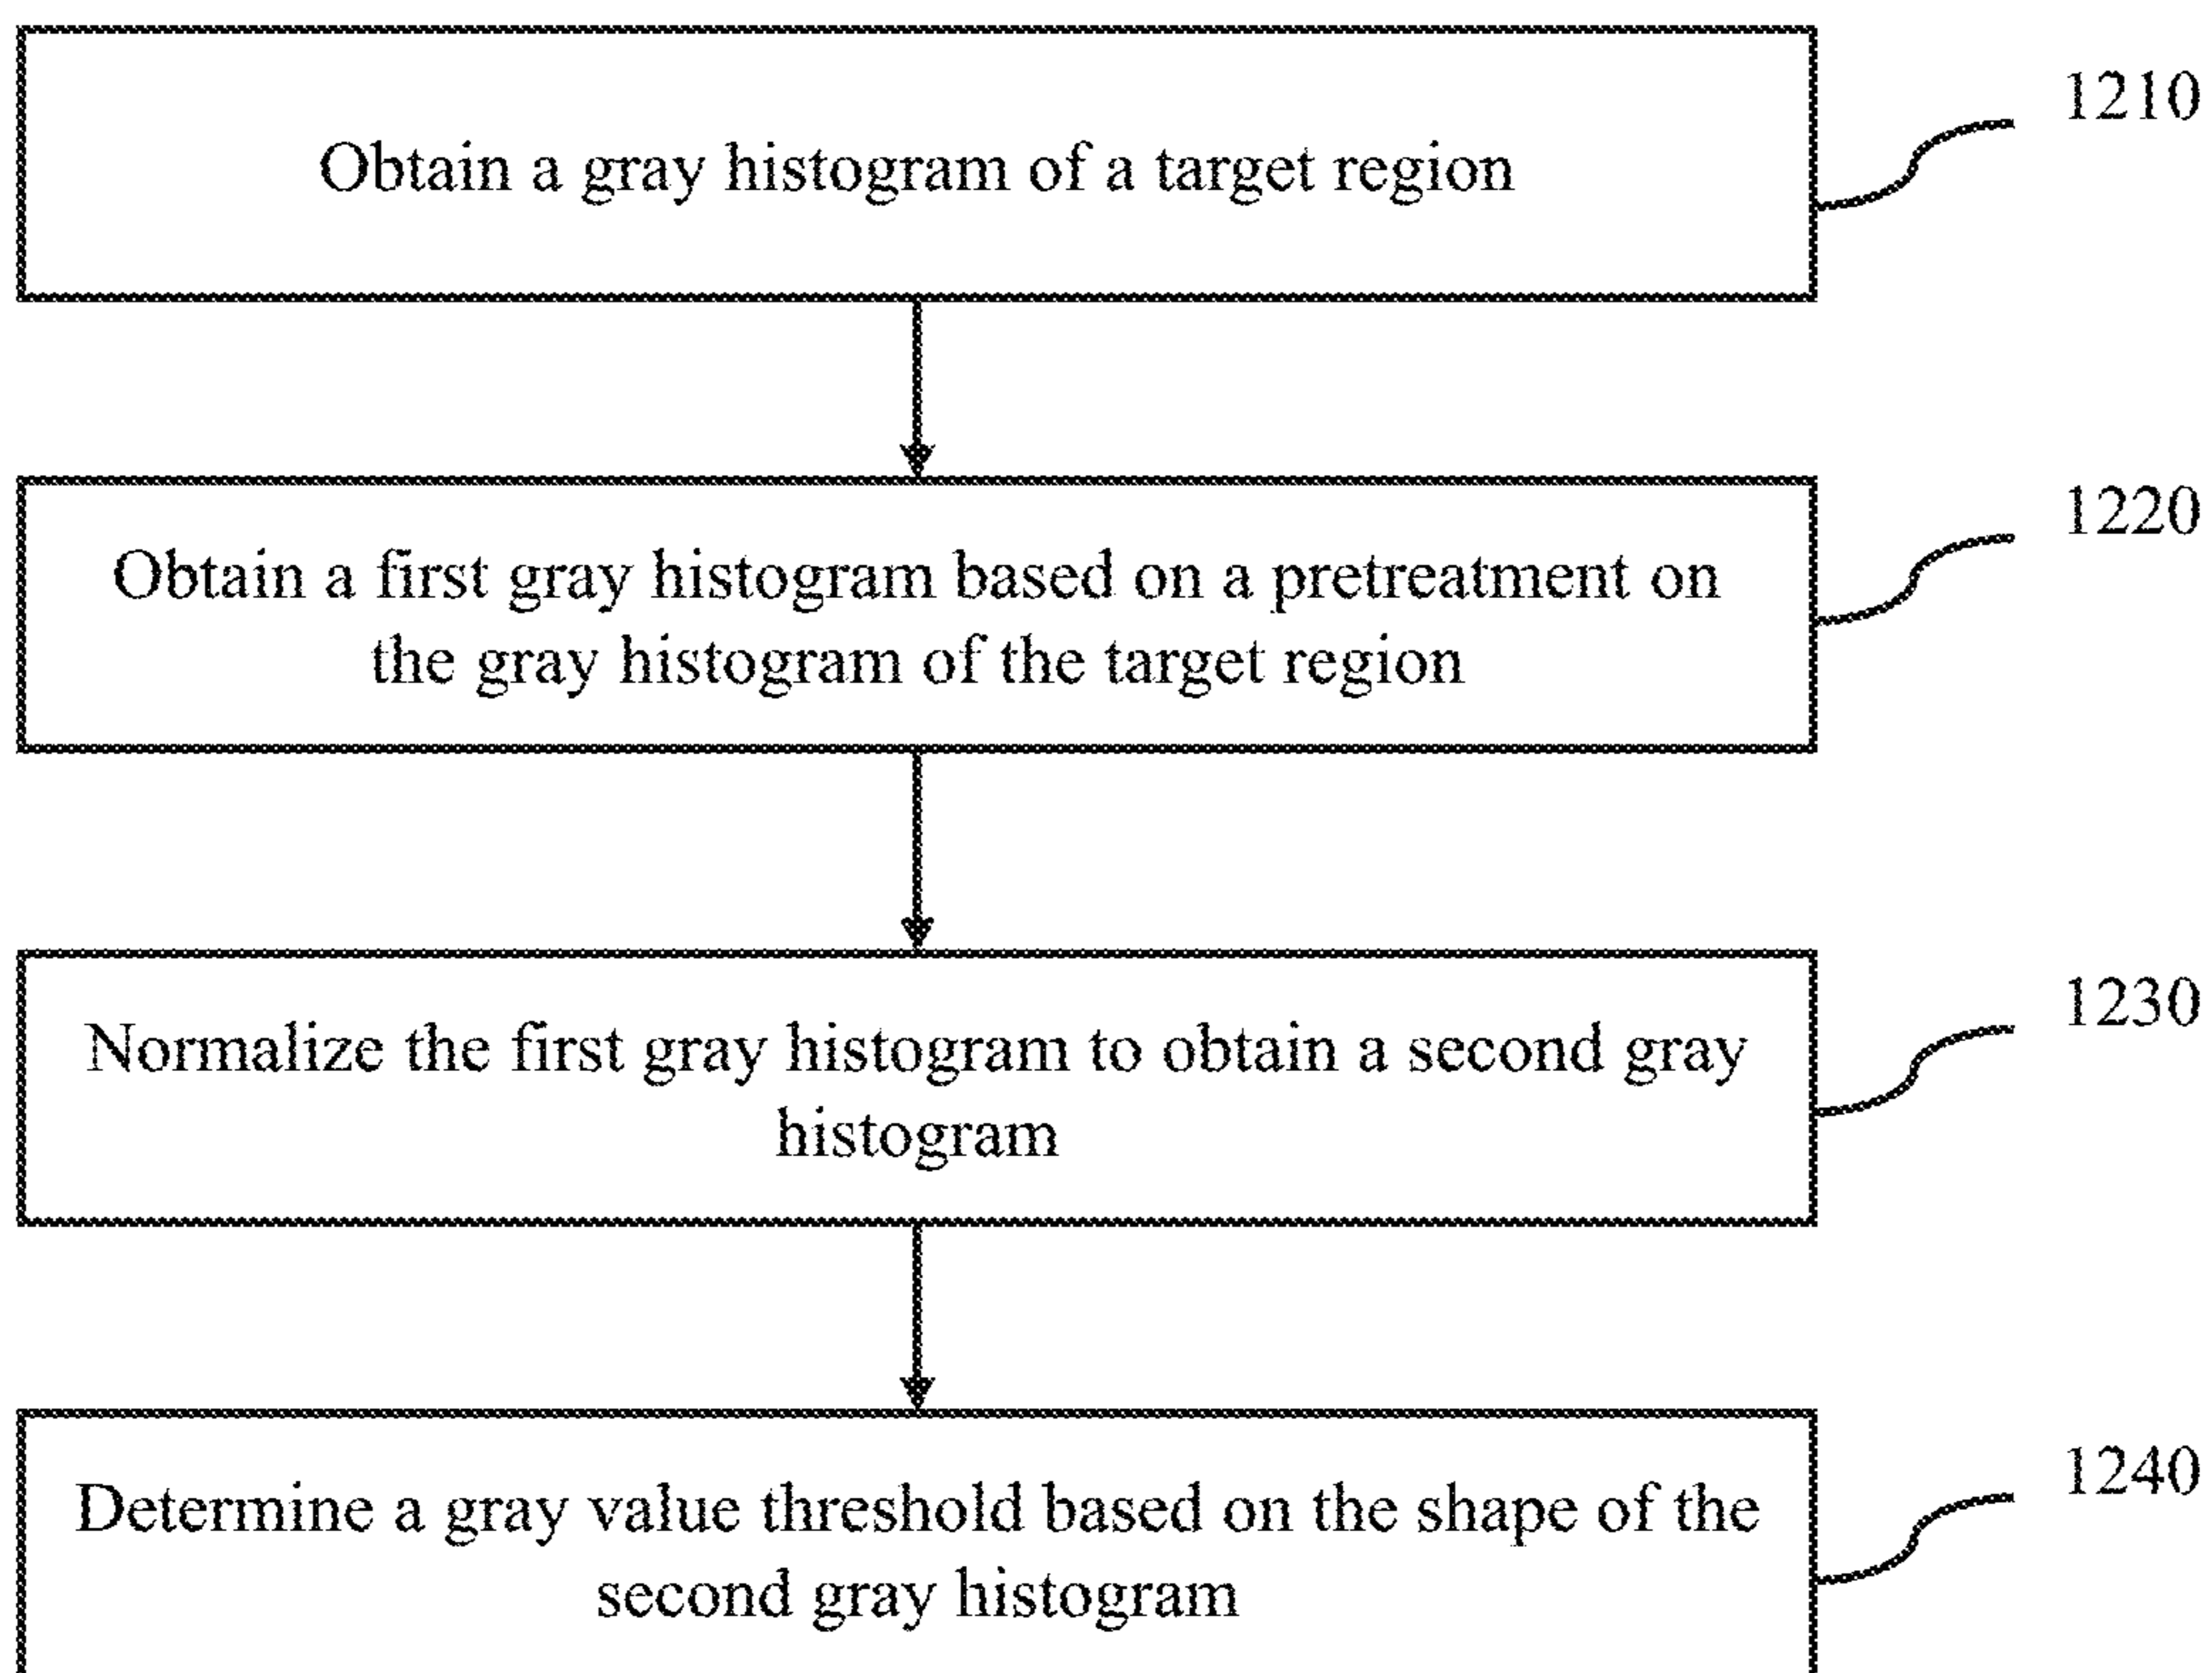 Obtain a gray histogram of a target region
1210
Obtain a first gray histogram based on a pretreatment on
the gray histogram of the target region
1220
Normalize the first gray histogram to obtain a second gray
histogram
1230
Determine a gray value threshold based on the shape of the
second gray histogram
1240